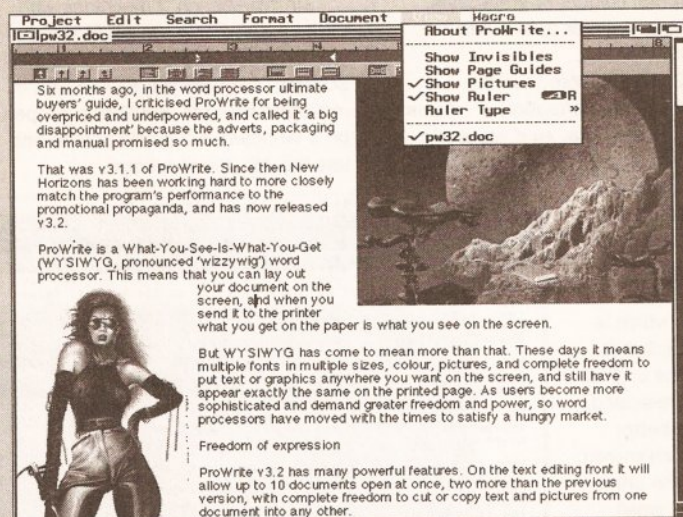 Project Edit Search Format Document View Macro
pw32.doc
About ProWrite...
Show Invisibles
Show Page Guides
✓Show Pictures
✓Show Ruler R
Ruler Type »
✓pw32.doc
Six months ago, in the word processor ultimate
buyers' guide, I criticised ProWrite for being
overpriced and underpowered, and called it 'a big
disappointment' because the adverts, packaging
and manual promised so much.
That was v3.1.1 of ProWrite. Since then New
Horizons has been working hard to more closely
match the program's performance to the
promotional propaganda, and has now released
v3.2.
ProWrite is a What-You-See-Is-What-You-Get
(WYSIWYG, pronounced 'wizzywig') word
processor. This means that you can lay out
your document on the
screen, and when you
send it to the printer
what you get on the paper is what you see on the screen.
But WYSIWYG has come to mean more than that. These days it means
multiple fonts in multiple sizes, colour, pictures, and complete freedom to
put text or graphics anywhere you want on the screen, and still have it
appear exactly the same on the printed page. As users become more
sophisticated and demand greater freedom and power, so word
processors have moved with the times to satisfy a hungry market.
Freedom of expression
ProWrite v3.2 has many powerful features. On the text editing front it will
allow up to 10 documents open at once, two more than the previous
version, with complete freedom to cut or copy text and pictures from one
document into any other.